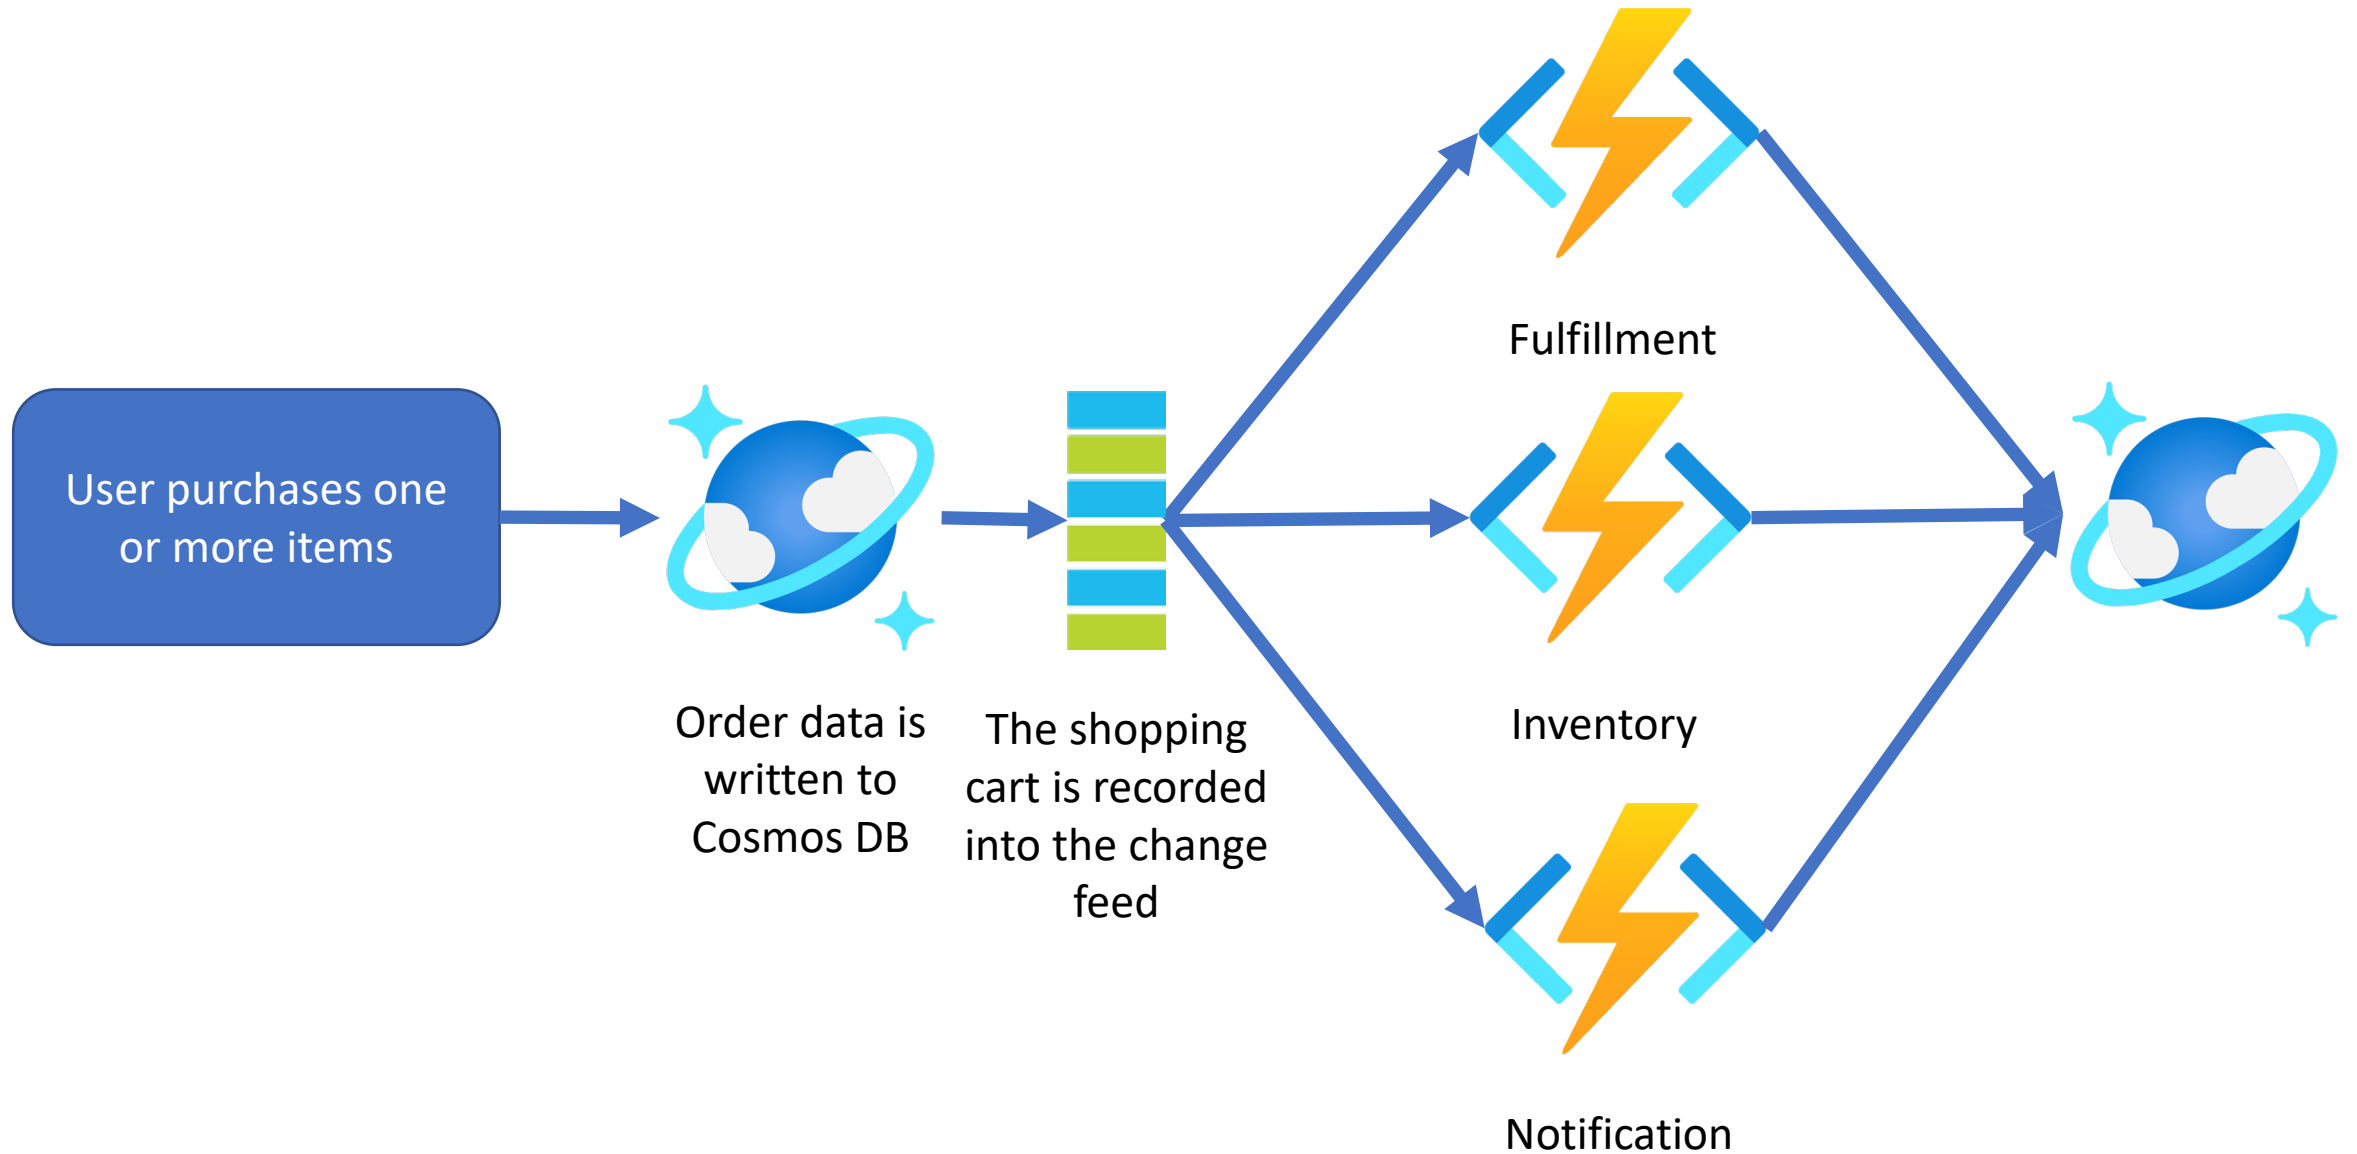 User purchases one
or more items
Order data is
written to
Cosmos DB
The shopping
cart is recorded
into the change
feed
Fulfillment
Inventory
Notification